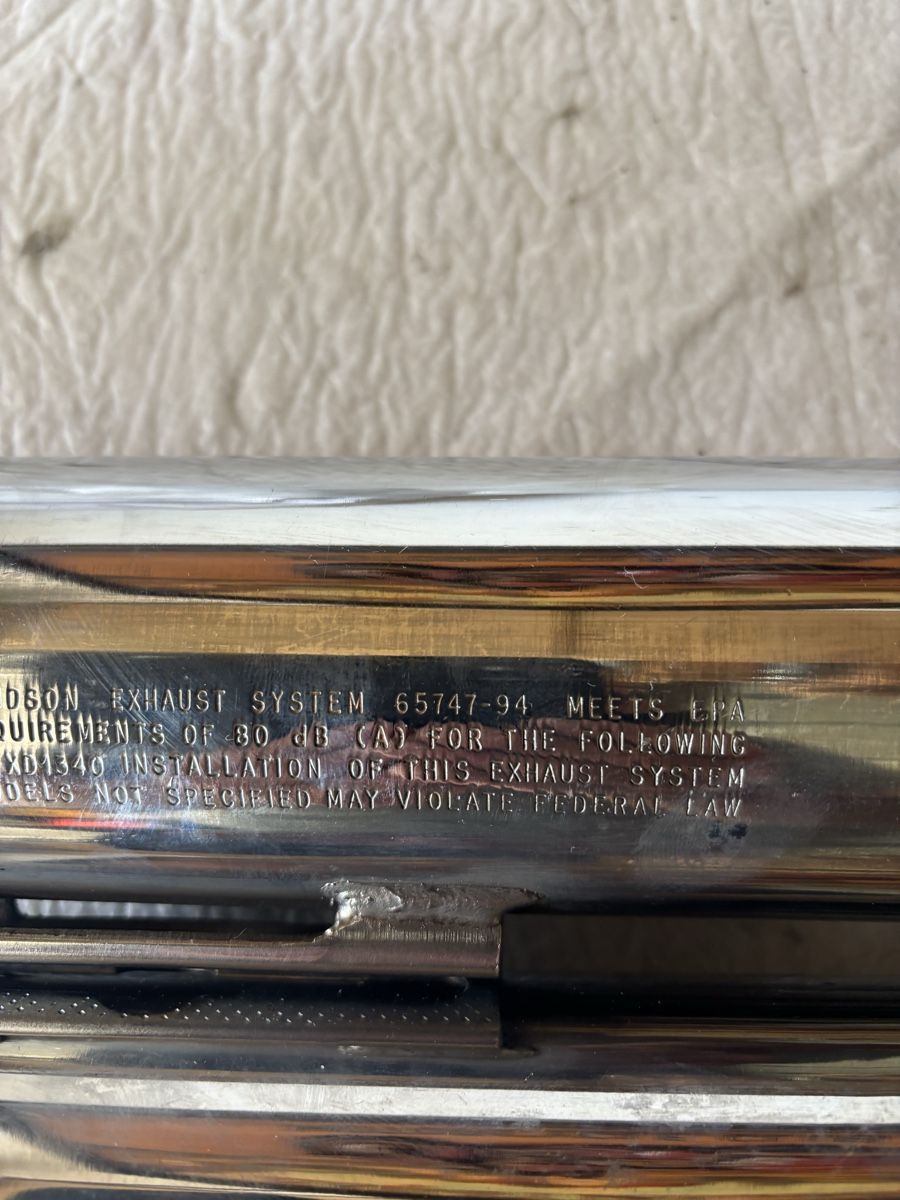 IDSON EXHAUST SYSTEM 65747-94 MEETS EPA
QUIREMENTS OF 80 dB (A) FOR THE FOLLOWING
XD1340 INSTALLATION OF THIS EXHAUST SYSTEM
DELS NOT SPECIFIED MAY VIOLATE FEDERAL LAW